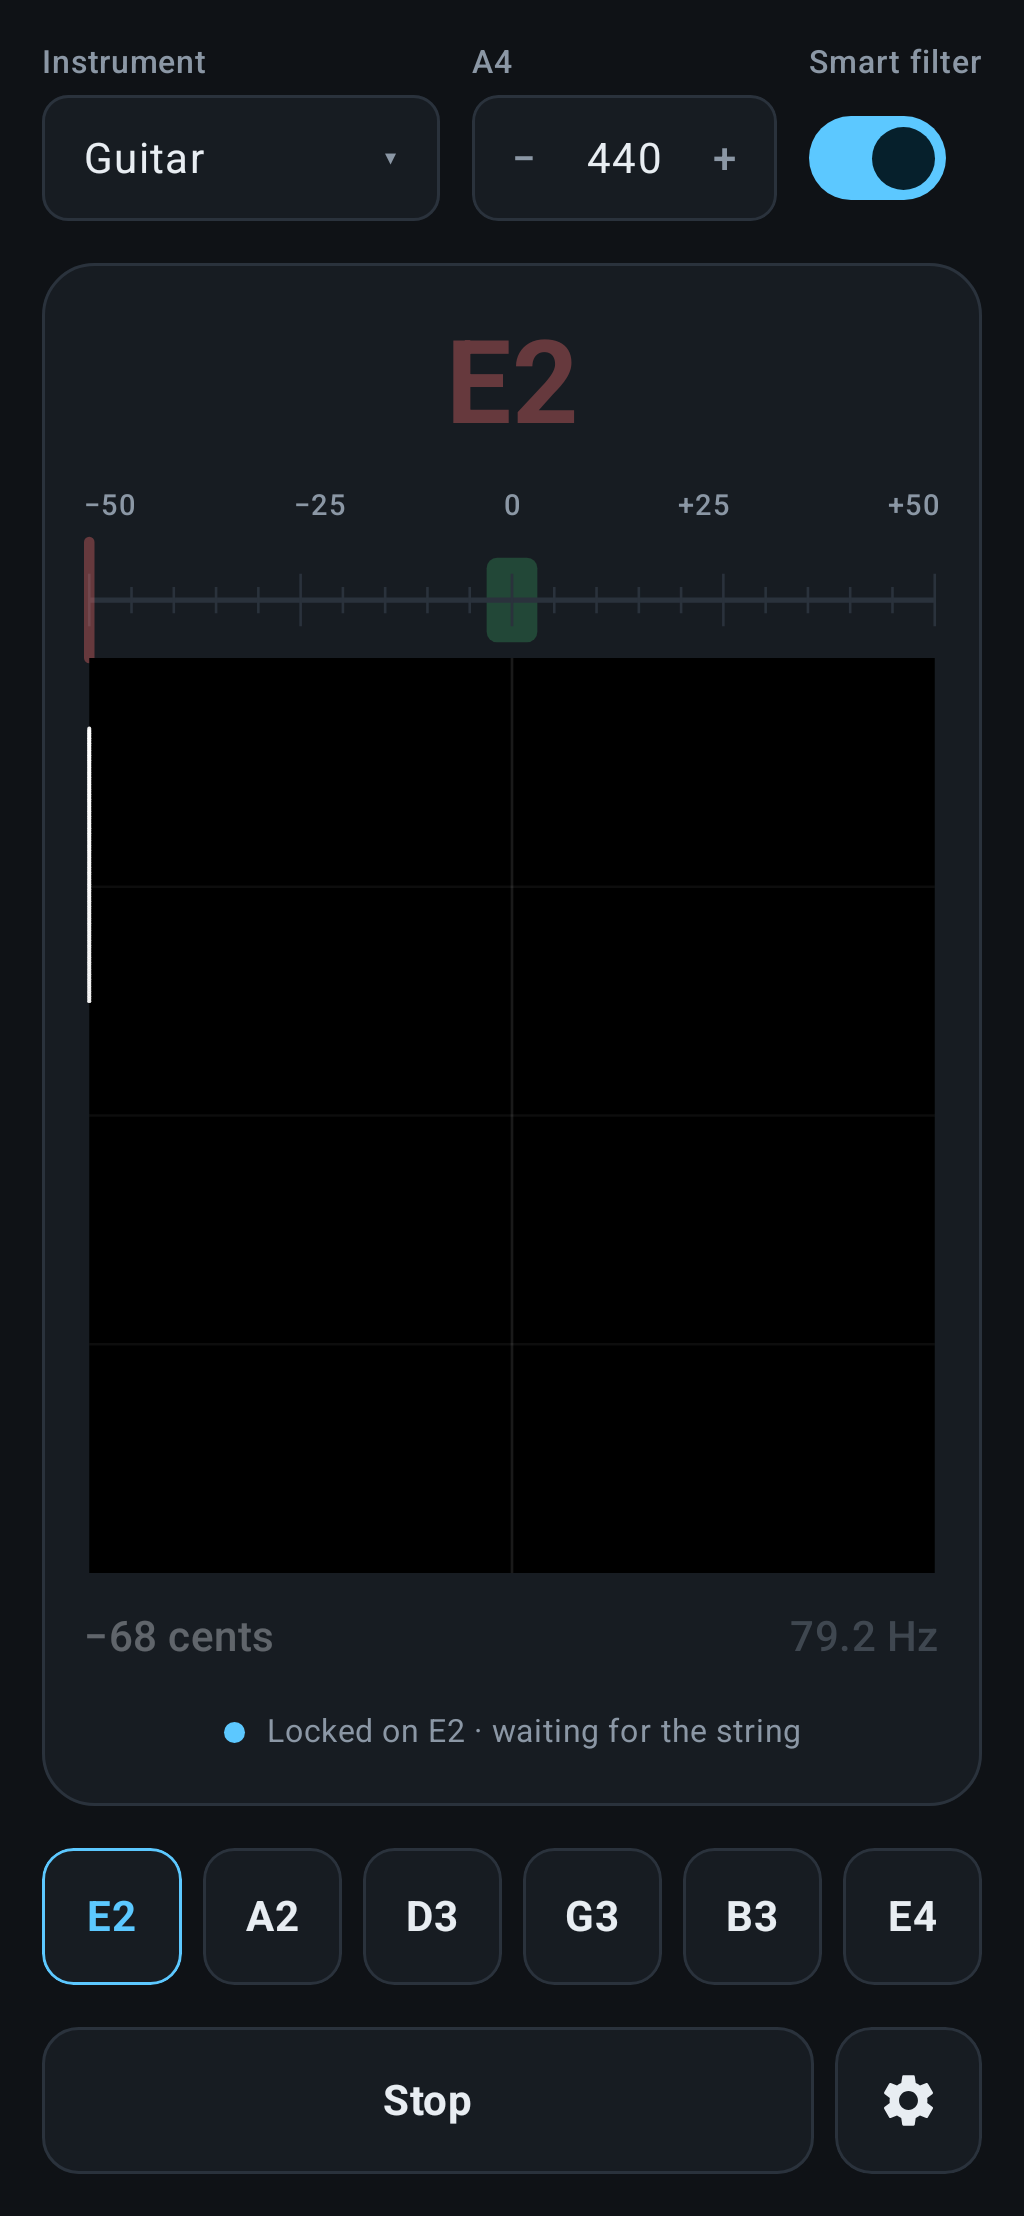 Instrument A4 Smart filter
Guitar ▾ − 440 +
E2
−50 −25 0 +25 +50
−68 cents 79.2 Hz
Locked on E2 · waiting for the string
E2 A2 D3 G3 B3 E4
Stop